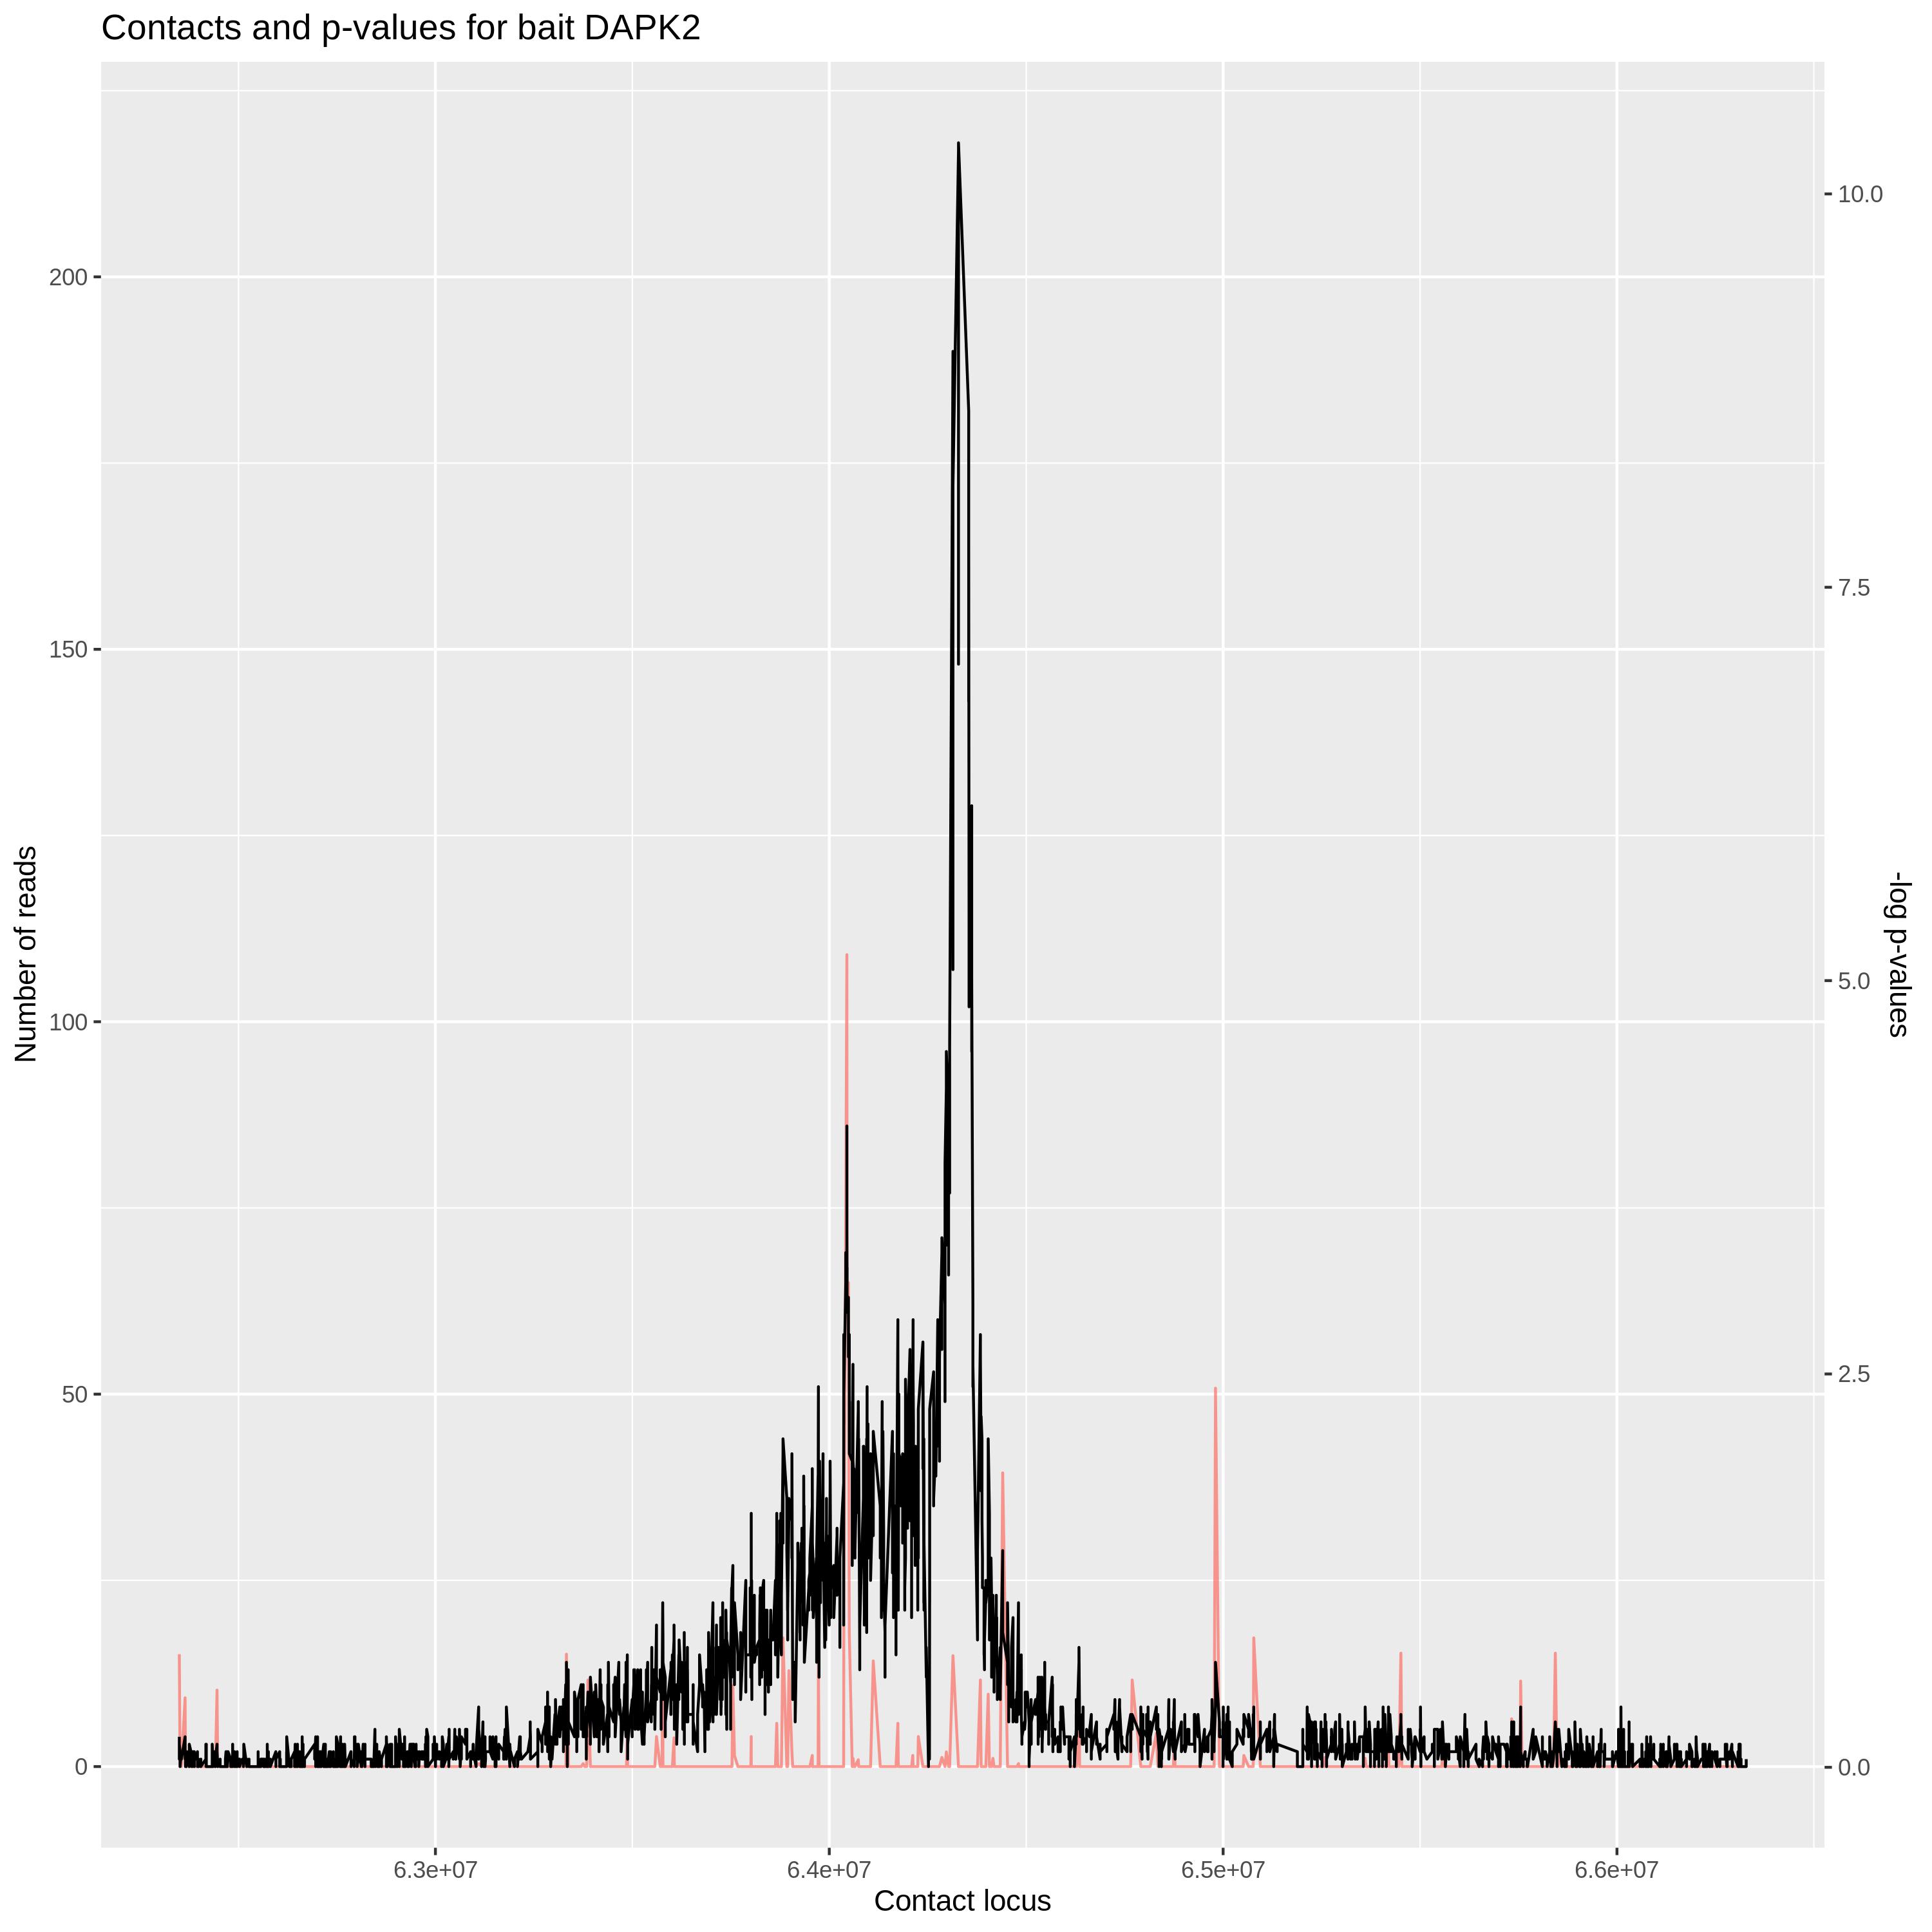 Contacts and p-values for bait DAPK2
200
150
100
50
0
Number of reads
10.0
7.5
5.0
2.5
0.0
-log p-values
6.3e+07
6.4e+07
6.5e+07
6.6e+07
Contact locus